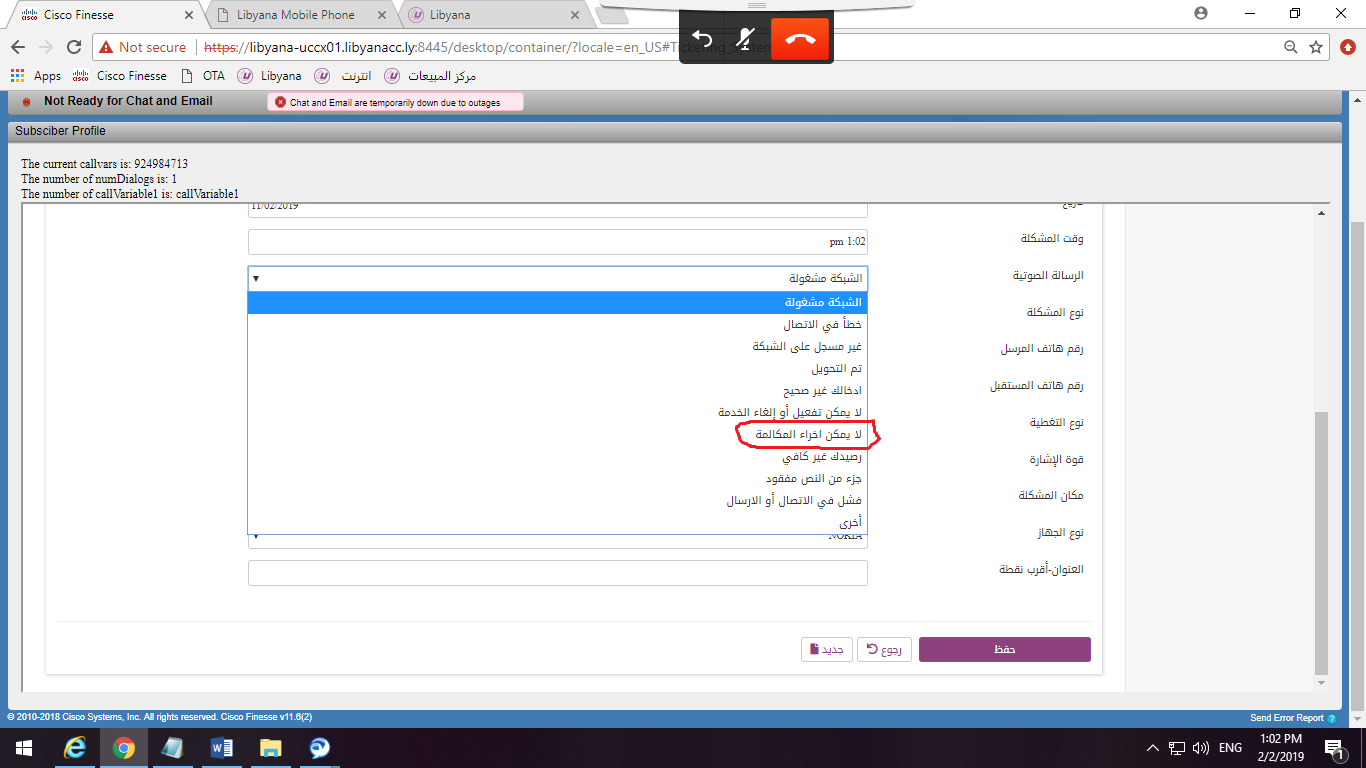 Cisco Finesse
Libyana Mobile Phone
Libyana
Not secure
https://libyana-uccx01.libyanacc.ly:8445/desktop/container/?locale=en_US#Ticketing_System
Apps
Cisco Finesse
OTA
Libyana
انترنت
مركز المبيعات
Not Ready for Chat and Email
Chat and Email are temporarily down due to outages
Subsciber Profile
The current callvars is: 924984713
The number of numDialogs is: 1
The number of callVariable1 is: callVariable1
تاريخ
11/02/2019
وقت المشكلة
pm 1:02
الرسالة الصوتية
الشبكة مشغولة
الشبكة مشغولة
خطأ في الاتصال
غير مسجل على الشبكة
تم التحويل
ادخالك غير صحيح
لا يمكن تفعيل أو إلغاء الخدمة
لا يمكن اخراء المكالمة
رصيدك غير كافي
جزء من النص مفقود
فشل في الاتصال أو الارسال
أخرى
نوع المشكلة
رقم هاتف المرسل
رقم هاتف المستقبل
نوع التغطية
قوة الإشارة
مكان المشكلة
نوع الجهاز
NOKIA
العنوان-أقرب نقطة
حفظ
رجوع
جديد
© 2010-2018 Cisco Systems, Inc. All rights reserved. Cisco Finesse v11.6(2)
Send Error Report
ENG
1:02 PM
2/2/2019
1